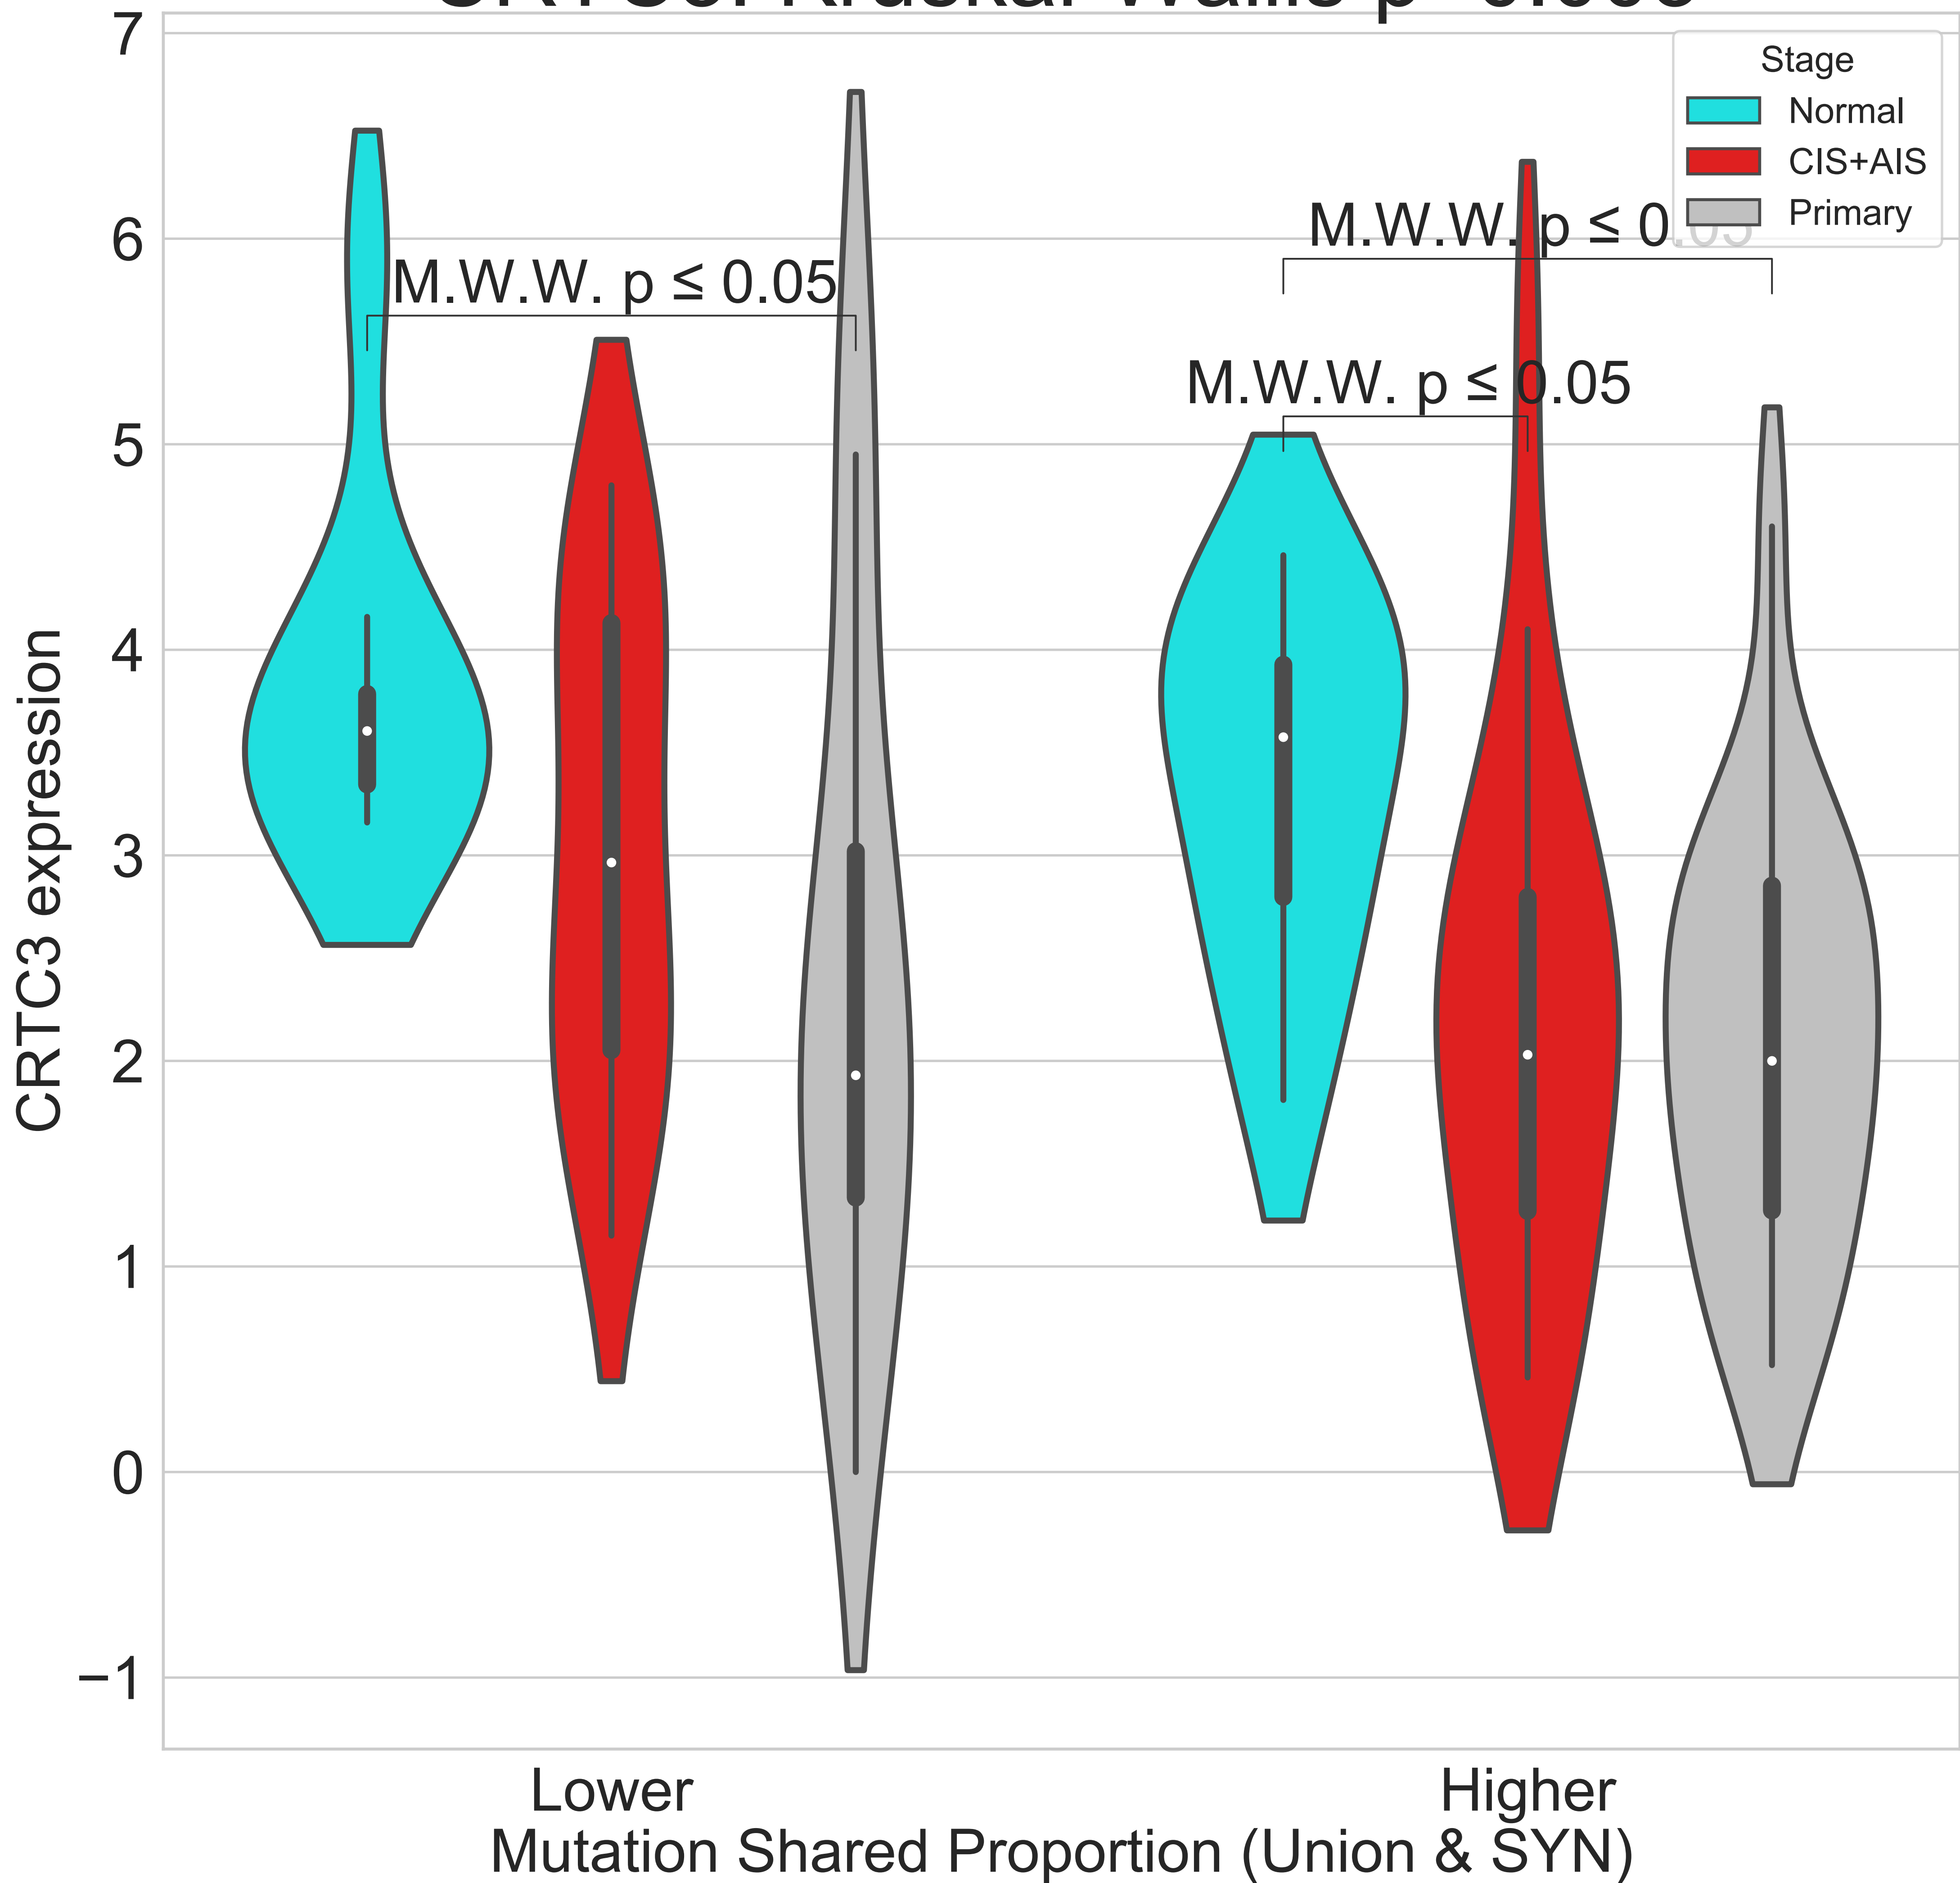 7
6
5
4
3
2
1
0
−1
CRTC3 expression
Stage
Normal
CIS+AIS
Primary
M.W.W. p ≤ 0.05
M.W.W. p ≤ 0.05
M.W.W. p ≤ 0.05
Lower
Higher
Mutation Shared Proportion (Union & SYN)